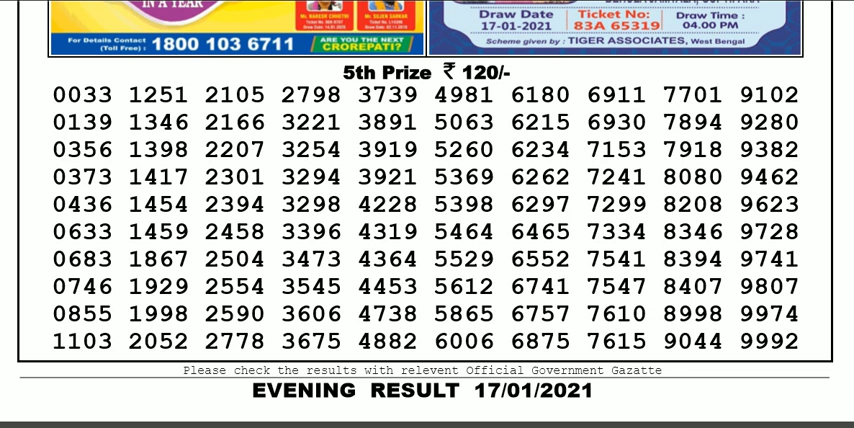 IN A YEAR
For Details Contact
(Toll Free) : 1800 103 6711
ARE YOU THE NEXT
CROREPATI?
Draw Date
17-01-2021
Ticket No:
83A 65319
Draw Time :
04.00 PM
Scheme given by : TIGER ASSOCIATES, West Bengal
5th Prize ₹ 120/-
0033 1251 2105 2798 3739 4981 6180 6911 7701 9102
0139 1346 2166 3221 3891 5063 6215 6930 7894 9280
0356 1398 2207 3254 3919 5260 6234 7153 7918 9382
0373 1417 2301 3294 3921 5369 6262 7241 8080 9462
0436 1454 2394 3298 4228 5398 6297 7299 8208 9623
0633 1459 2458 3396 4319 5464 6465 7334 8346 9728
0683 1867 2504 3473 4364 5529 6552 7541 8394 9741
0746 1929 2554 3545 4453 5612 6741 7547 8407 9807
0855 1998 2590 3606 4738 5865 6757 7610 8998 9974
1103 2052 2778 3675 4882 6006 6875 7615 9044 9992
Please check the results with relevent Official Government Gazatte
EVENING RESULT 17/01/2021